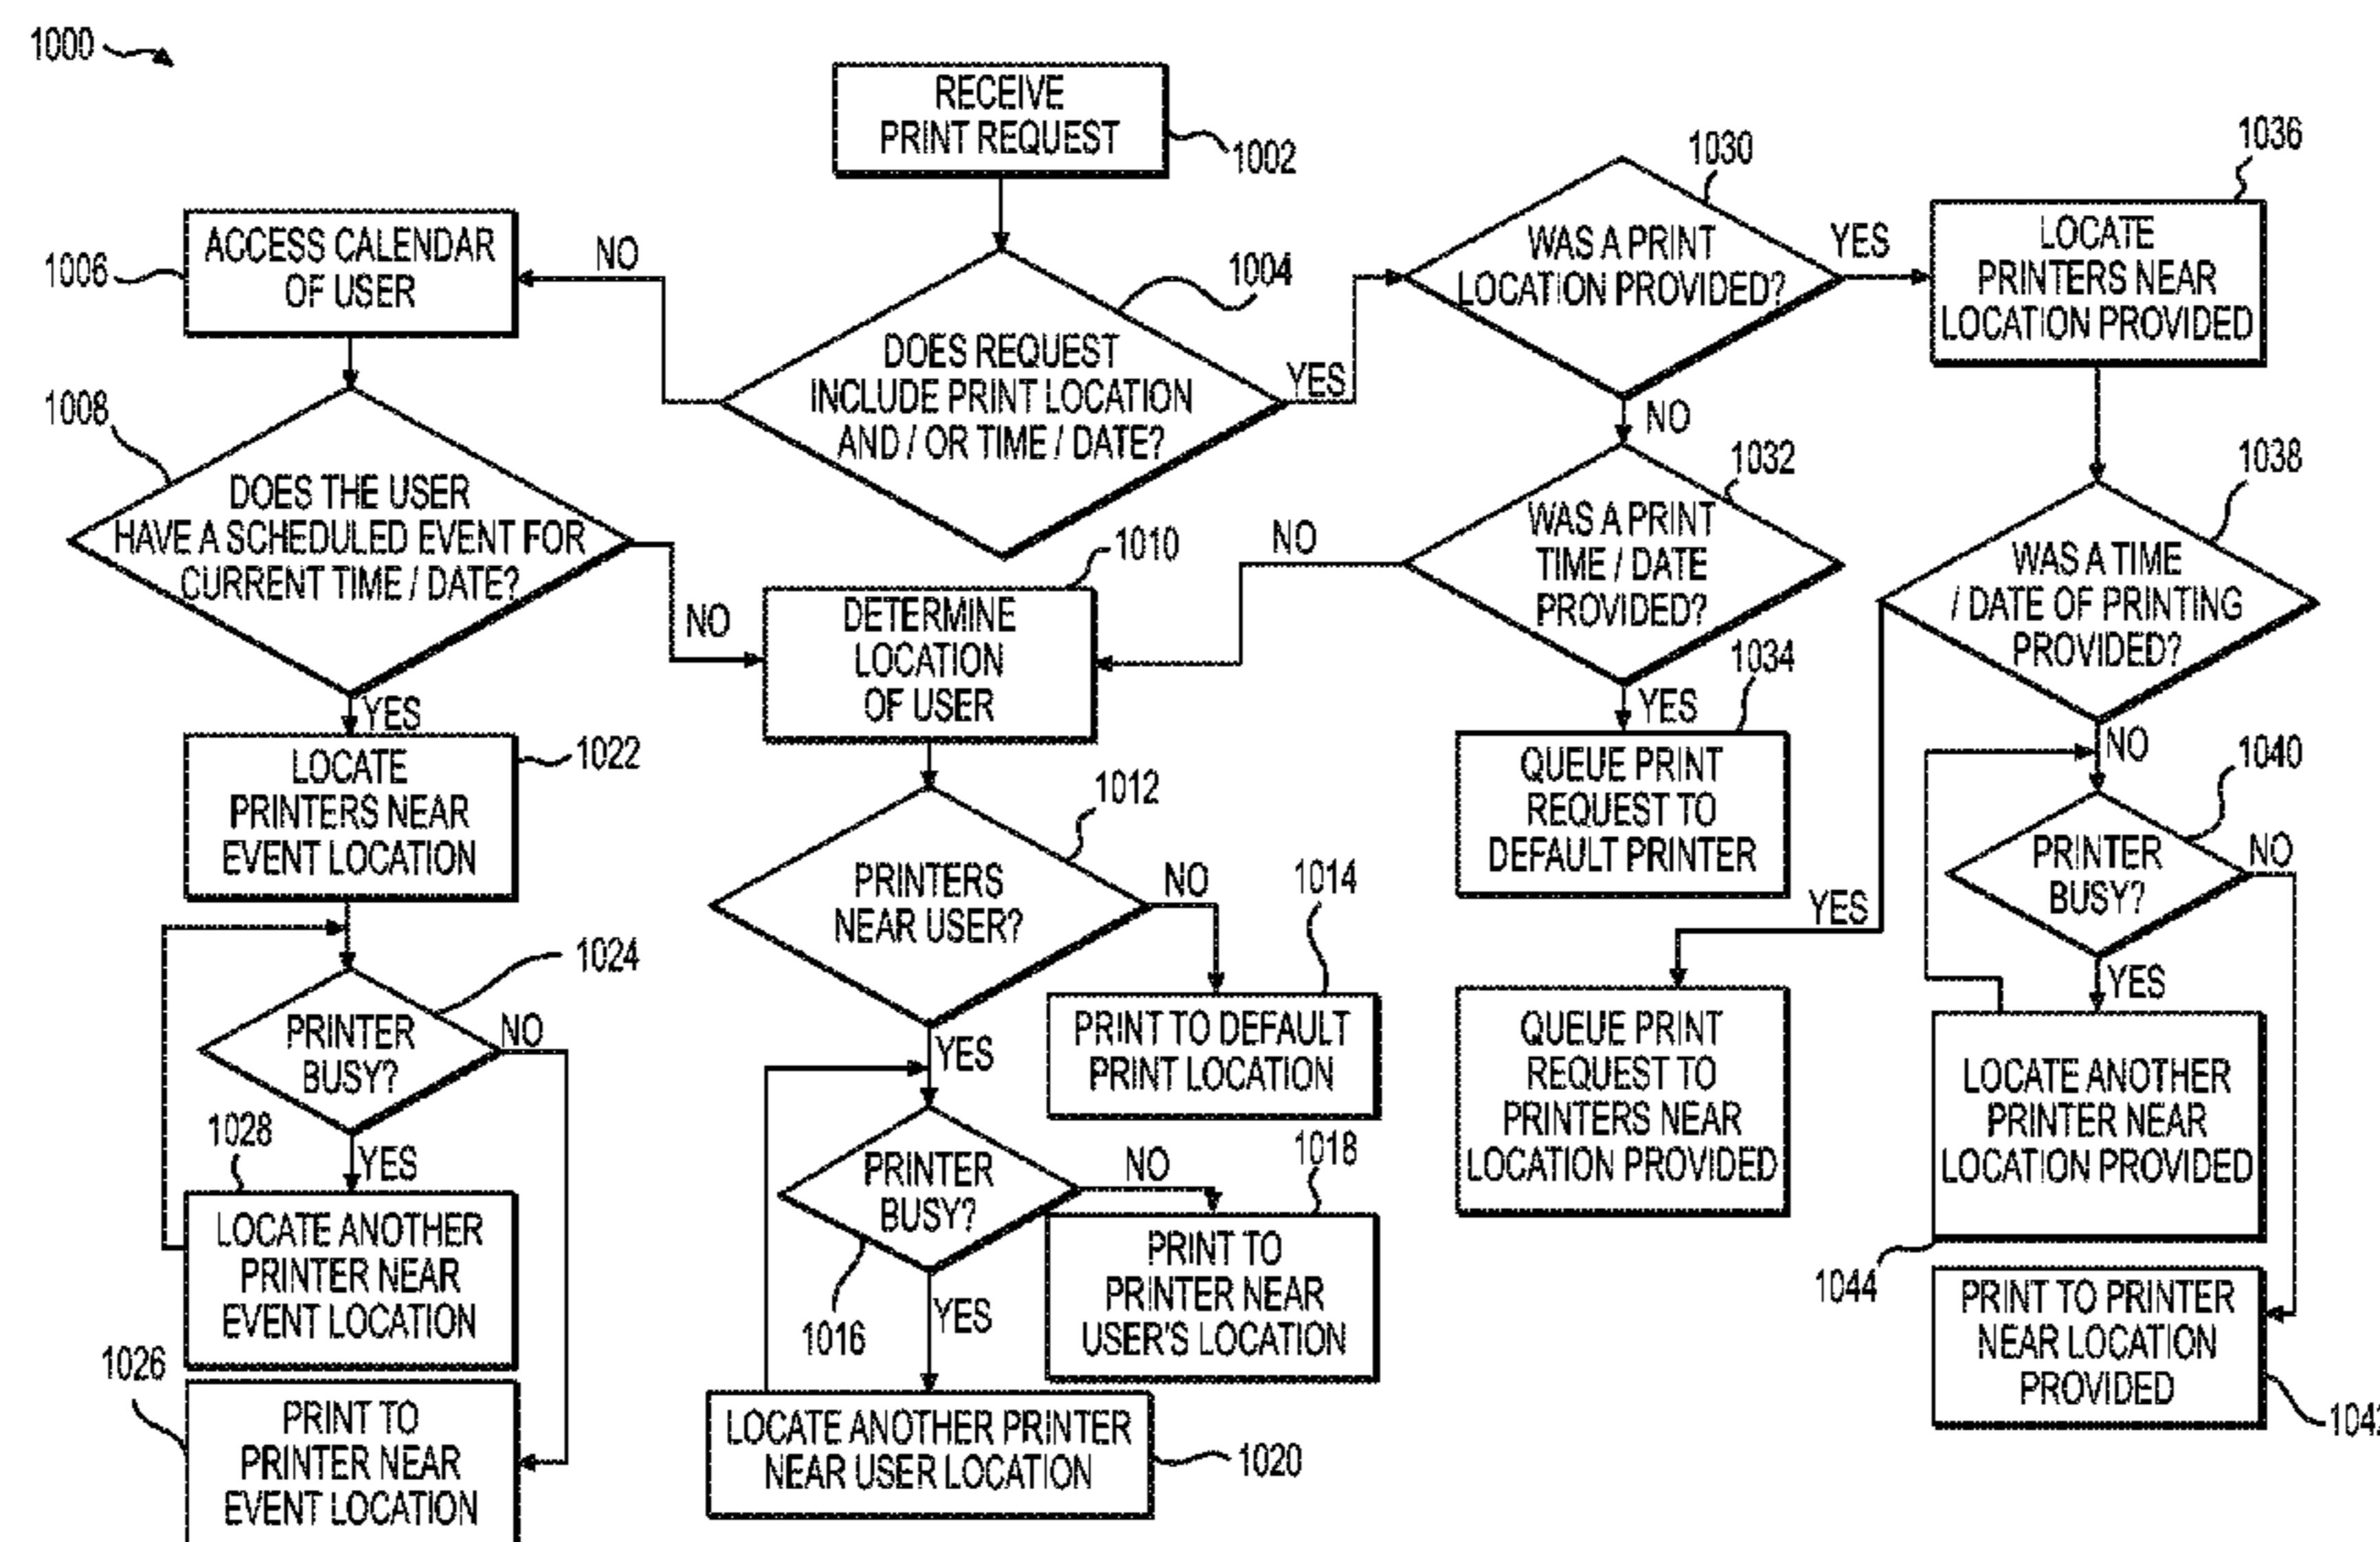 1000
RECEIVE
PRINT REQUEST
1002
ACCESS CALENDAR
OF USER
1006
NO
DOES REQUEST
INCLUDE PRINT LOCATION
AND / OR TIME / DATE?
1004
YES
WAS A PRINT
LOCATION PROVIDED?
1030
YES
LOCATE
PRINTERS NEAR
LOCATION PROVIDED
1036
DOES THE USER
HAVE A SCHEDULED EVENT FOR
CURRENT TIME / DATE?
1008
NO
YES
DETERMINE
LOCATION
OF USER
1010
NO
NO
WAS A PRINT
TIME / DATE
PROVIDED?
1032
YES
QUEUE PRINT
REQUEST TO
DEFAULT PRINTER
1034
WAS A TIME
/ DATE OF PRINTING
PROVIDED?
1038
NO
YES
LOCATE
PRINTERS NEAR
EVENT LOCATION
1022
PRINTER
BUSY?
1024
NO
YES
LOCATE ANOTHER
PRINTER NEAR
EVENT LOCATION
1028
PRINT TO
PRINTER NEAR
EVENT LOCATION
1026
PRINTERS
NEAR USER?
1012
NO
YES
PRINT TO DEFAULT
PRINT LOCATION
1014
PRINTER
BUSY?
1016
NO
YES
PRINT TO
PRINTER NEAR
USER'S LOCATION
1018
LOCATE ANOTHER PRINTER
NEAR USER LOCATION
1020
QUEUE PRINT
REQUEST TO
PRINTERS NEAR
LOCATION PROVIDED
PRINTER
BUSY?
1040
NO
YES
LOCATE ANOTHER
PRINTER NEAR
LOCATION PROVIDED
1044
PRINT TO PRINTER
NEAR LOCATION
PROVIDED